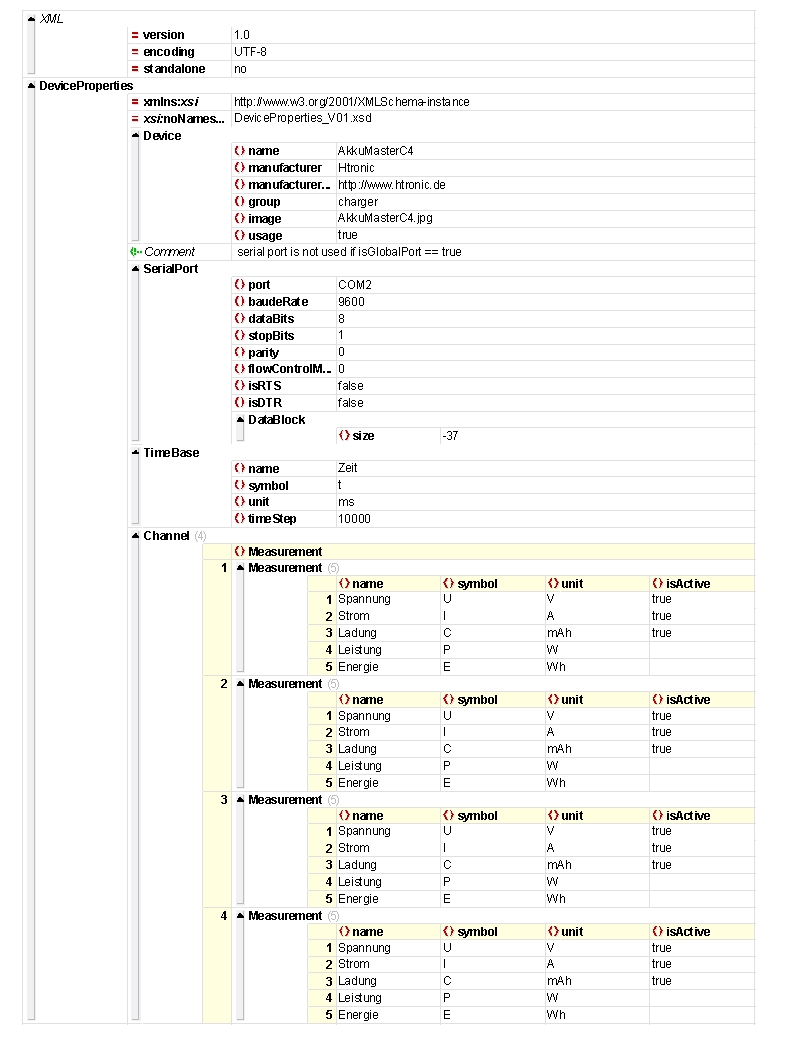 XML
= version 1.0
= encoding UTF-8
= standalone no
DeviceProperties
= xmlns:xsi http://www.w3.org/2001/XMLSchema-instance
= xsi:noNames... DeviceProperties_V01.xsd
Device
() name AkkuMasterC4
() manufacturer Htronic
() manufacturer... http://www.htronic.de
() group charger
() image AkkuMasterC4.jpg
() usage true
Comment serial port is not used if isGlobalPort == true
SerialPort
() port COM2
() baudeRate 9600
() dataBits 8
() stopBits 1
() parity 0
() flowControlM... 0
() isRTS false
() isDTR false
DataBlock
() size -37
TimeBase
() name Zeit
() symbol t
() unit ms
() timeStep 10000
Channel (4)
() Measurement
1 Measurement (5)
() name () symbol () unit () isActive
1 Spannung U V true
2 Strom I A true
3 Ladung C mAh true
4 Leistung P W
5 Energie E Wh
2 Measurement (5)
() name () symbol () unit () isActive
1 Spannung U V true
2 Strom I A true
3 Ladung C mAh true
4 Leistung P W
5 Energie E Wh
3 Measurement (5)
() name () symbol () unit () isActive
1 Spannung U V true
2 Strom I A true
3 Ladung C mAh true
4 Leistung P W
5 Energie E Wh
4 Measurement (5)
() name () symbol () unit () isActive
1 Spannung U V true
2 Strom I A true
3 Ladung C mAh true
4 Leistung P W
5 Energie E Wh